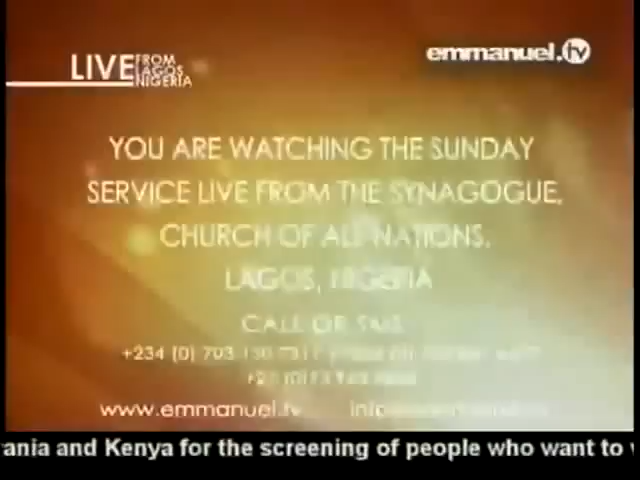 LIVE FROM
LAGOS
NIGERIA
emmanuel.tv
YOU ARE WATCHING THE SUNDAY
SERVICE LIVE FROM THE SYNAGOGUE,
CHURCH OF ALL NATIONS,
LAGOS, NIGERIA
CALL OR SMS
+234 (0) 703
www.emmanuel.tv
and Kenya for the screening of people who want to